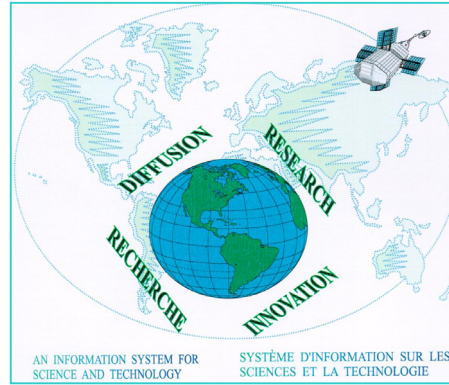 DIFFUSION
RESEARCH
RECHERCHE
INNOVATION
AN INFORMATION SYSTEM FOR
SCIENCE AND TECHNOLOGY
SYSTÈME D'INFORMATION SUR LES
SCIENCES ET LA TECHNOLOGIE